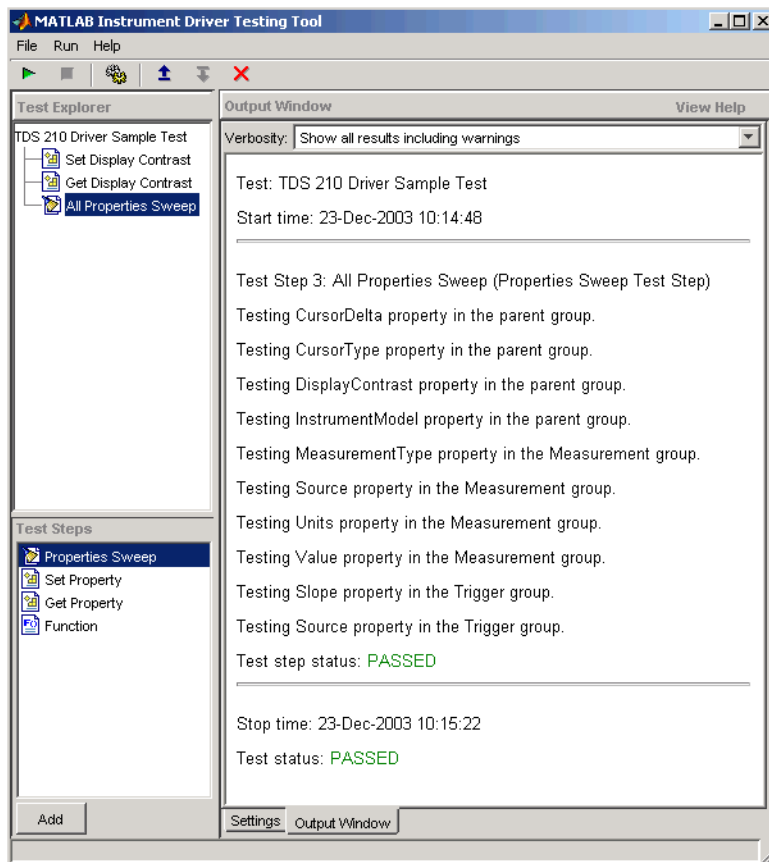 MATLAB Instrument Driver Testing Tool
File Run Help
Test Explorer
TDS 210 Driver Sample Test
Set Display Contrast
Get Display Contrast
All Properties Sweep
Test Steps
Properties Sweep
Set Property
Get Property
Function
Add
Output Window View Help
Verbosity: Show all results including warnings
Test: TDS 210 Driver Sample Test
Start time: 23-Dec-2003 10:14:48
Test Step 3: All Properties Sweep (Properties Sweep Test Step)
Testing CursorDelta property in the parent group.
Testing CursorType property in the parent group.
Testing DisplayContrast property in the parent group.
Testing InstrumentModel property in the parent group.
Testing MeasurementType property in the Measurement group.
Testing Source property in the Measurement group.
Testing Units property in the Measurement group.
Testing Value property in the Measurement group.
Testing Slope property in the Trigger group.
Testing Source property in the Trigger group.
Test step status: PASSED
Stop time: 23-Dec-2003 10:15:22
Test status: PASSED
Settings Output Window